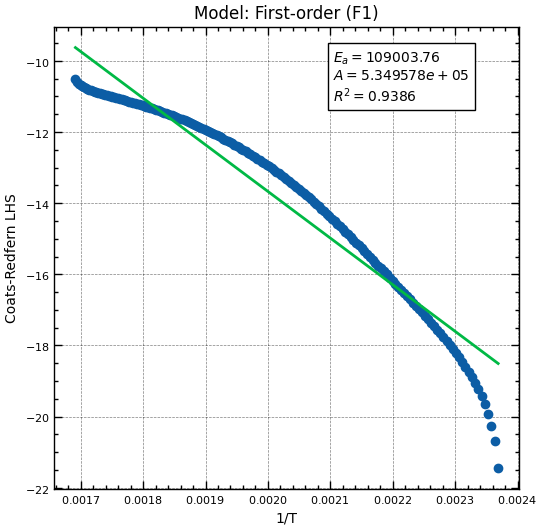 Model: First-order (F1)
E_a = 109003.76
A = 5.349578e + 05
R² = 0.9386
Coats-Redfern LHS
−10
−12
−14
−16
−18
−20
−22
0.0017 0.0018 0.0019 0.0020 0.0021 0.0022 0.0023 0.0024
1/T